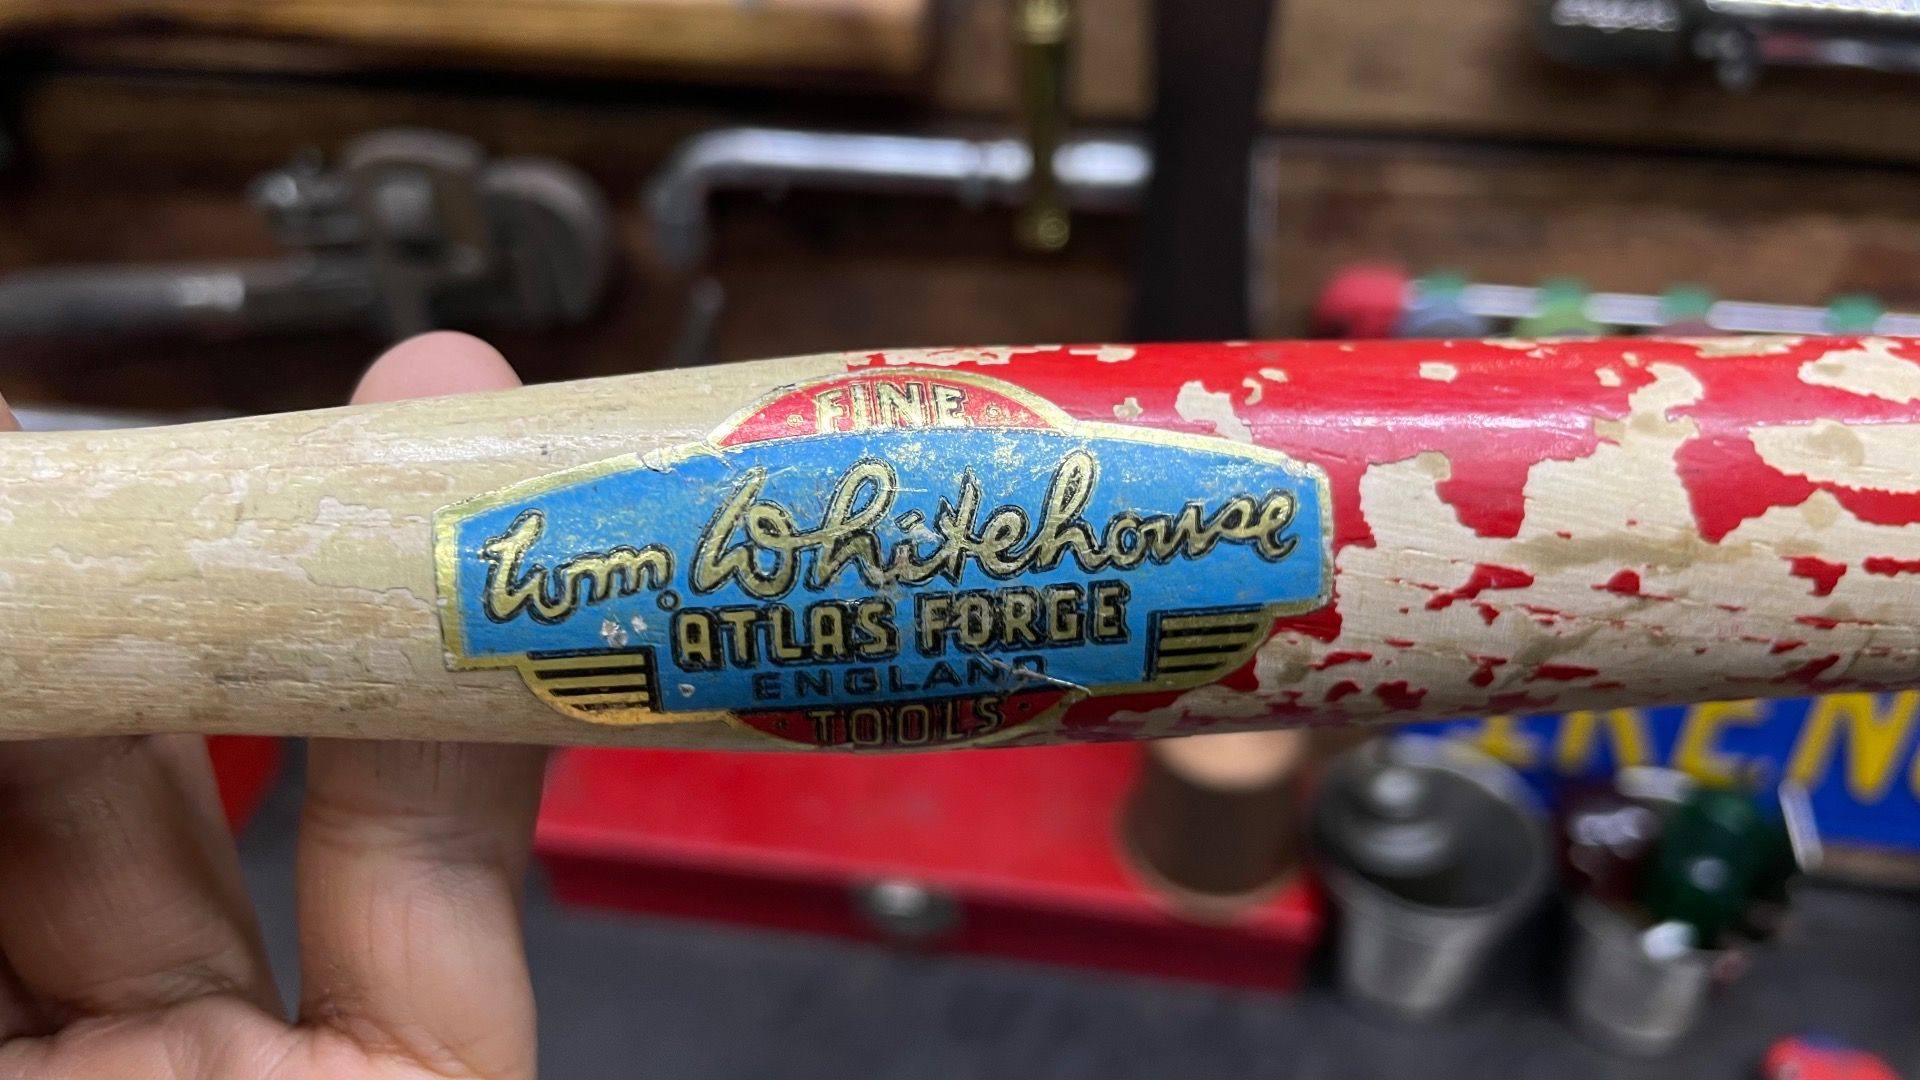 FINE
Wm. Whitehouse
ATLAS FORGE
ENGLAND
TOOLS